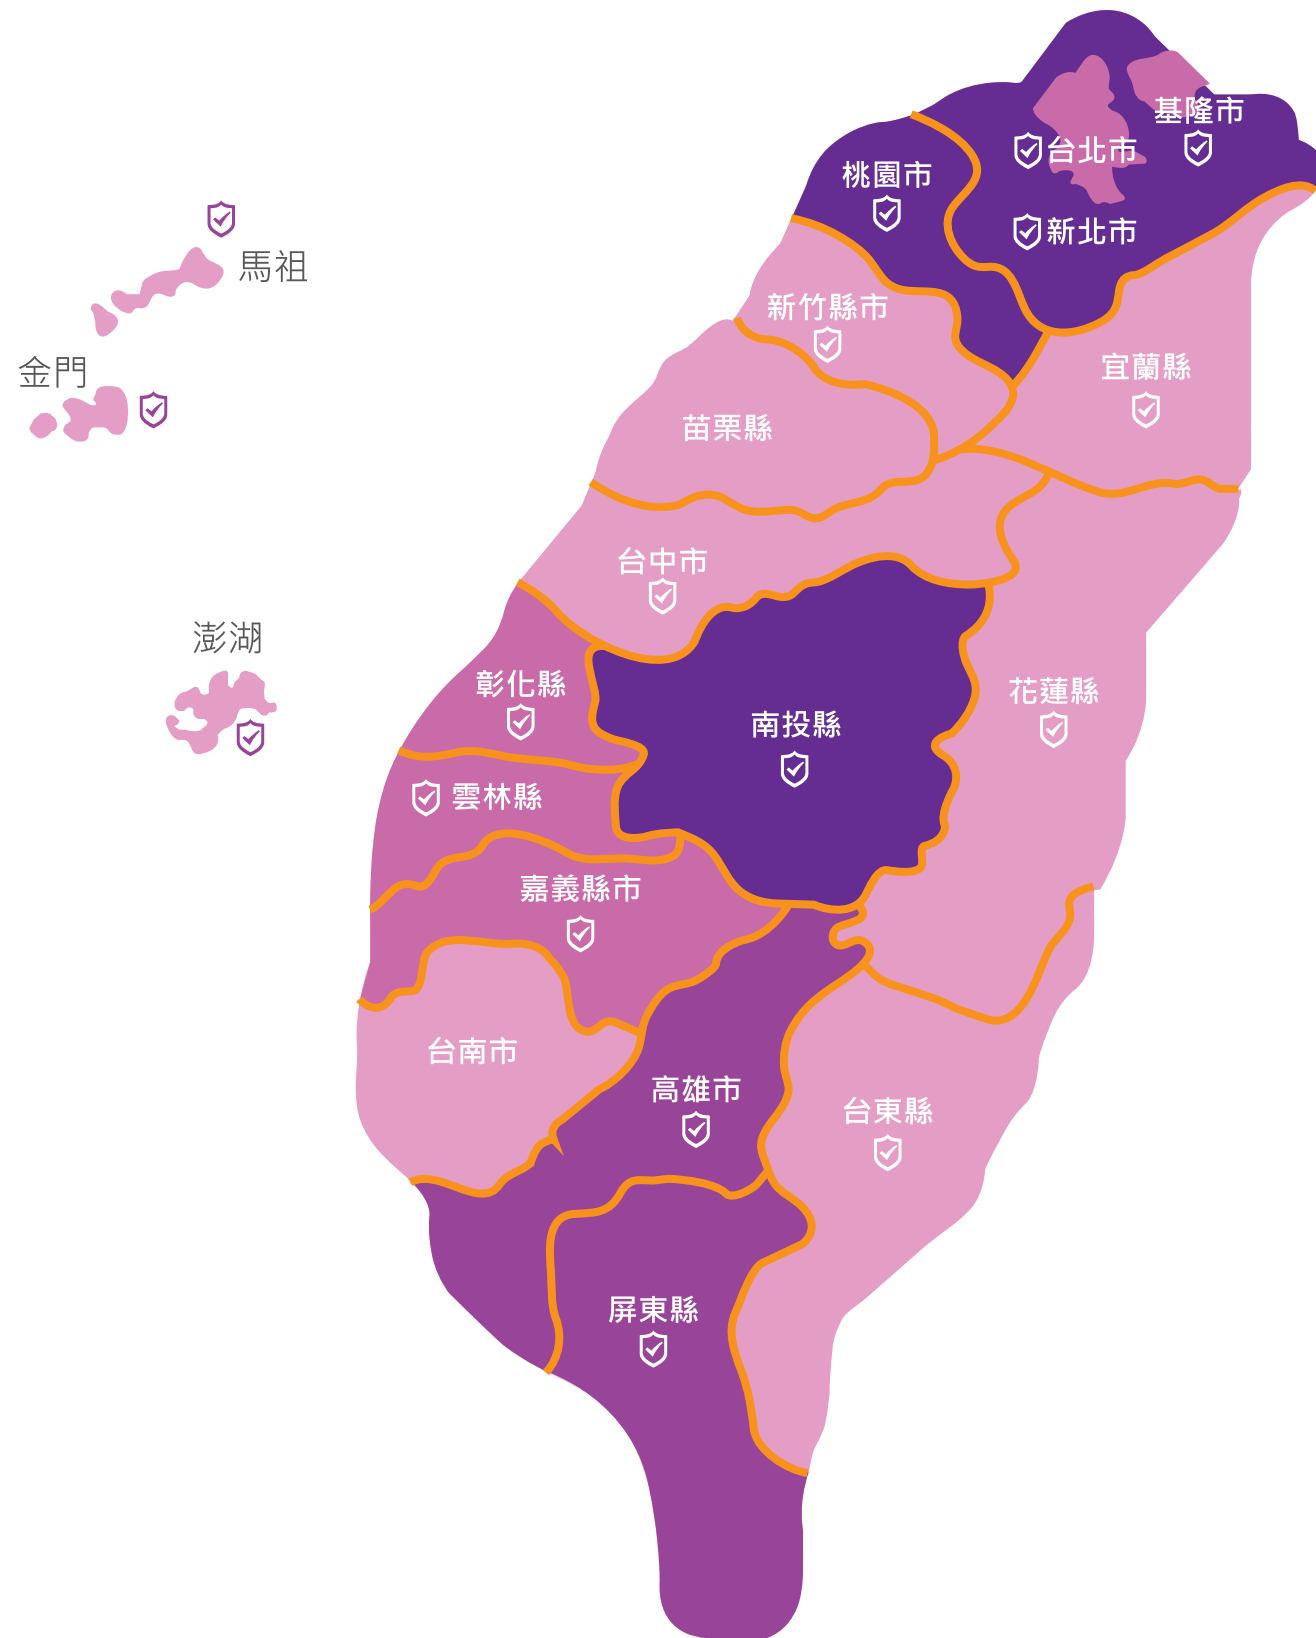 基隆市
台北市
桃園市
新北市
馬祖
新竹縣市
金門
宜蘭縣
苗栗縣
台中市
澎湖
彰化縣
花蓮縣
南投縣
雲林縣
嘉義縣市
台南市
高雄市
台東縣
屏東縣